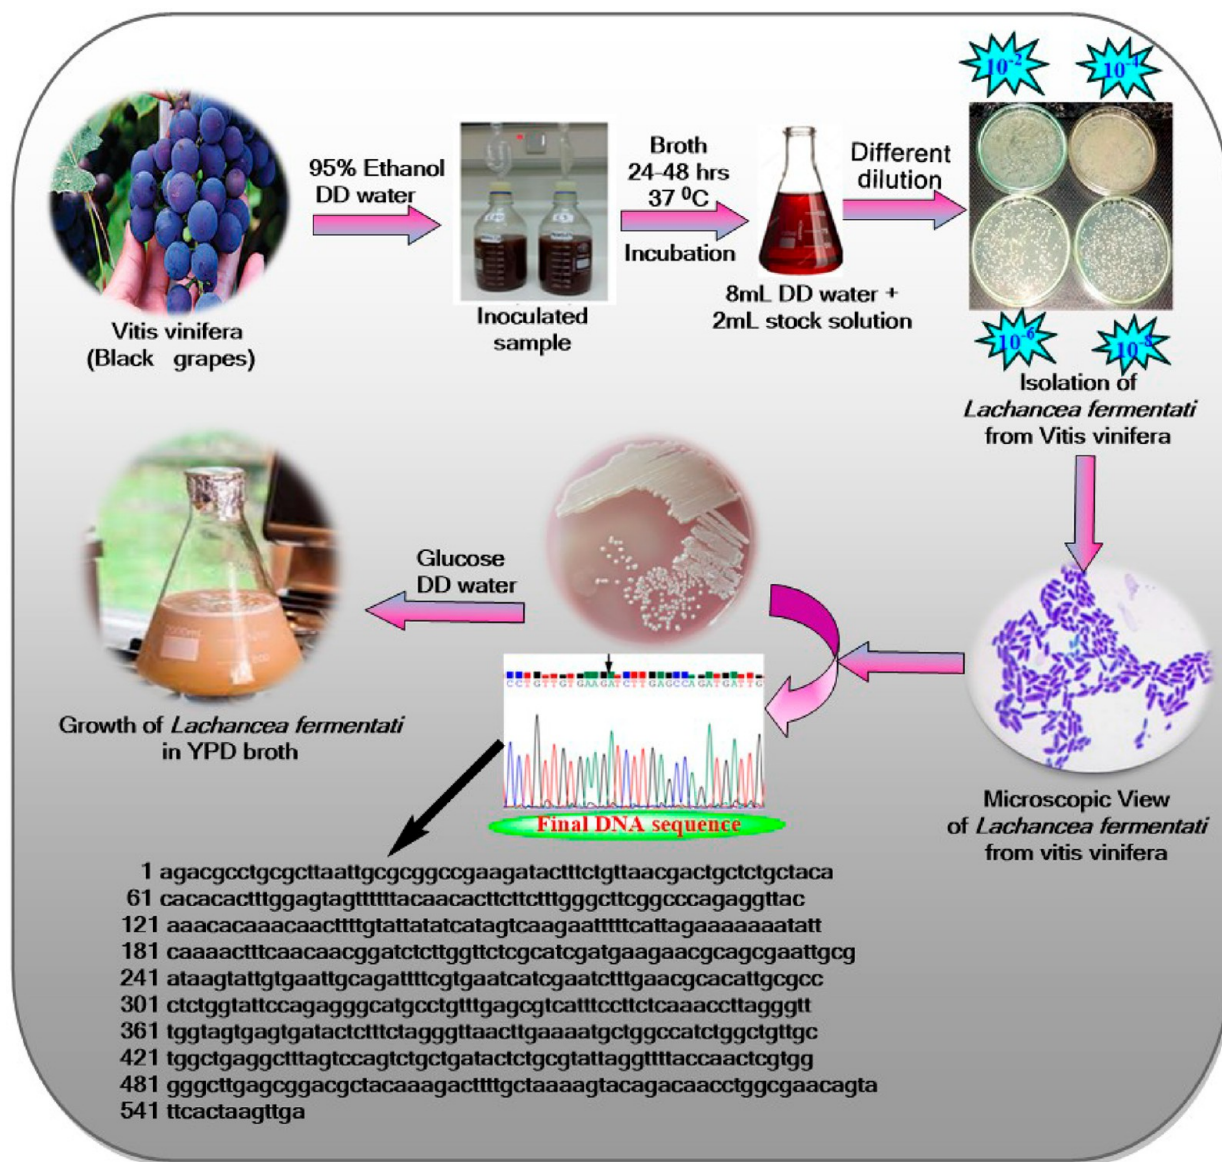 10-2
10-4
95% Ethanol
DD water
Broth
24-48 hrs
37 ⁰C
Incubation
Different
dilution
Vitis vinifera
(Black grapes)
Inoculated
sample
8mL DD water +
2mL stock solution
10-6
10-8
Isolation of
Lachancea fermentati
from Vitis vinifera
Glucose
DD water
Growth of Lachancea fermentati
in YPD broth
CCTGTTGTGAAGATCTTGAGCCAGATGATTG
Final DNA sequence
Microscopic View
of Lachancea fermentati
from vitis vinifera
1 agacgcctgcgcttaattgcgcggccgaagatactttctgttaacgactgctctgctaca
61 cacacactttggagtagttttttacaacacttcttctttgggcttcggcccagaggttac
121 aaacacaaacaacttttgtattatatcatagtcaagaatttttcattagaaaaaaaatatt
181 caaaactttcaacaacggatctcttggttctcgcatcgatgaagaacgcagcgaattgcg
241 ataagtattgtgaattgcagattttcgtgaatcatcgaatctttgaacgcacattgcgcc
301 ctctggtattccagagggcatgcctgtttgagcgtcatttccttctcaaaccttagggtt
361 tggtagtgagtgatactctttctagggttaacttgaaaatgctggccatctggctgttgc
421 tggctgaggctttagtccagtctgctgatactctgcgtattaggttttaccaactcgtgg
481 gggcttgagcggacgctacaaagacttttgctaaaagtacagacaacctggcgaacagta
541 ttcactaagttga